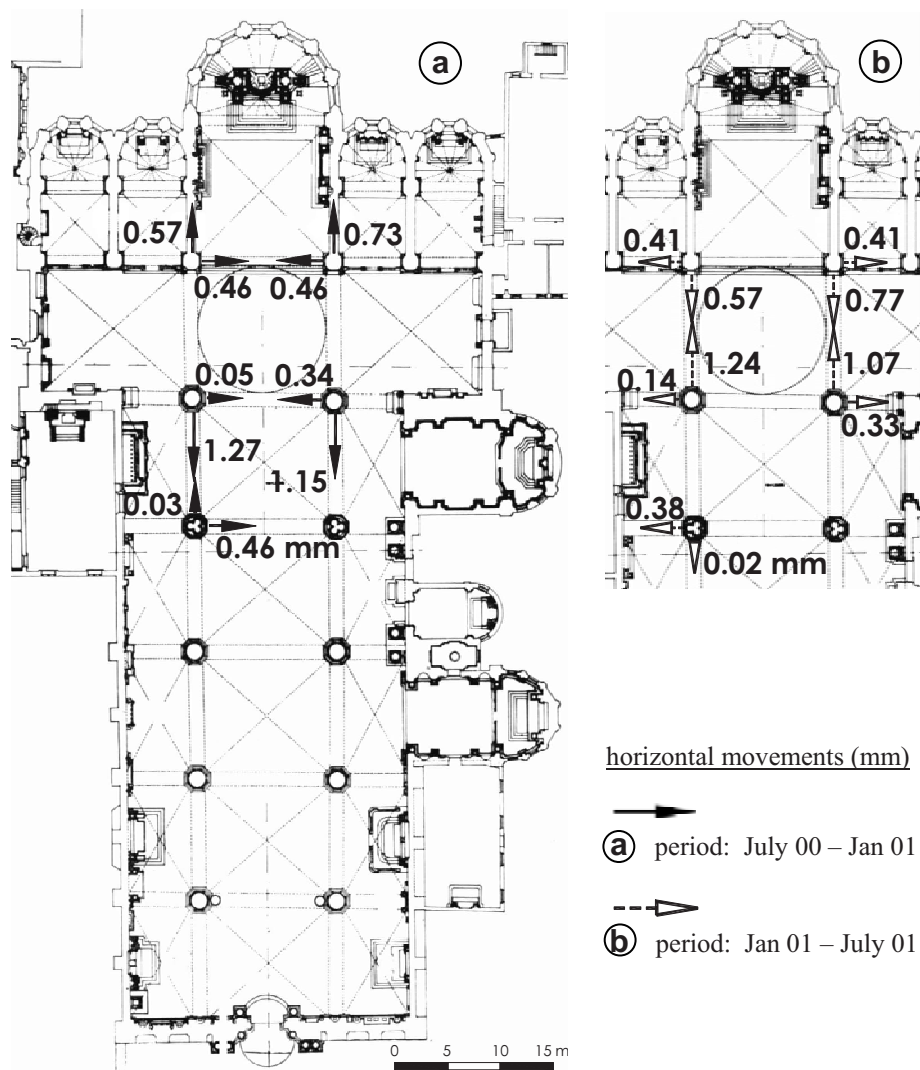 a
0.57 0.73
0.46 0.46
0.05 0.34
1.27
1.15
0.03
0.46 mm
0 5 10 15 m
b
0.41 0.41
0.57 0.77
1.24 1.07
0.14
0.33
0.38
0.02 mm
horizontal movements (mm)
a period: July 00 – Jan 01
b period: Jan 01 – July 01